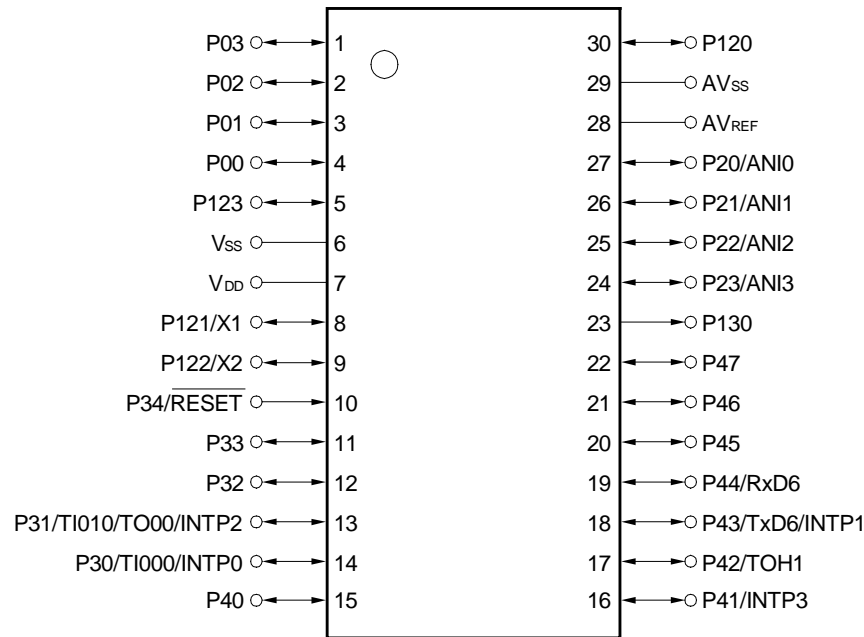 P03 1 30 P120
P02 2 29 AVSS
P01 3 28 AVREF
P00 4 27 P20/ANI0
P123 5 26 P21/ANI1
VSS 6 25 P22/ANI2
VDD 7 24 P23/ANI3
P121/X1 8 23 P130
P122/X2 9 22 P47
P34/RESET 10 21 P46
P33 11 20 P45
P32 12 19 P44/RxD6
P31/TI010/TO00/INTP2 13 18 P43/TxD6/INTP1
P30/TI000/INTP0 14 17 P42/TOH1
P40 15 16 P41/INTP3